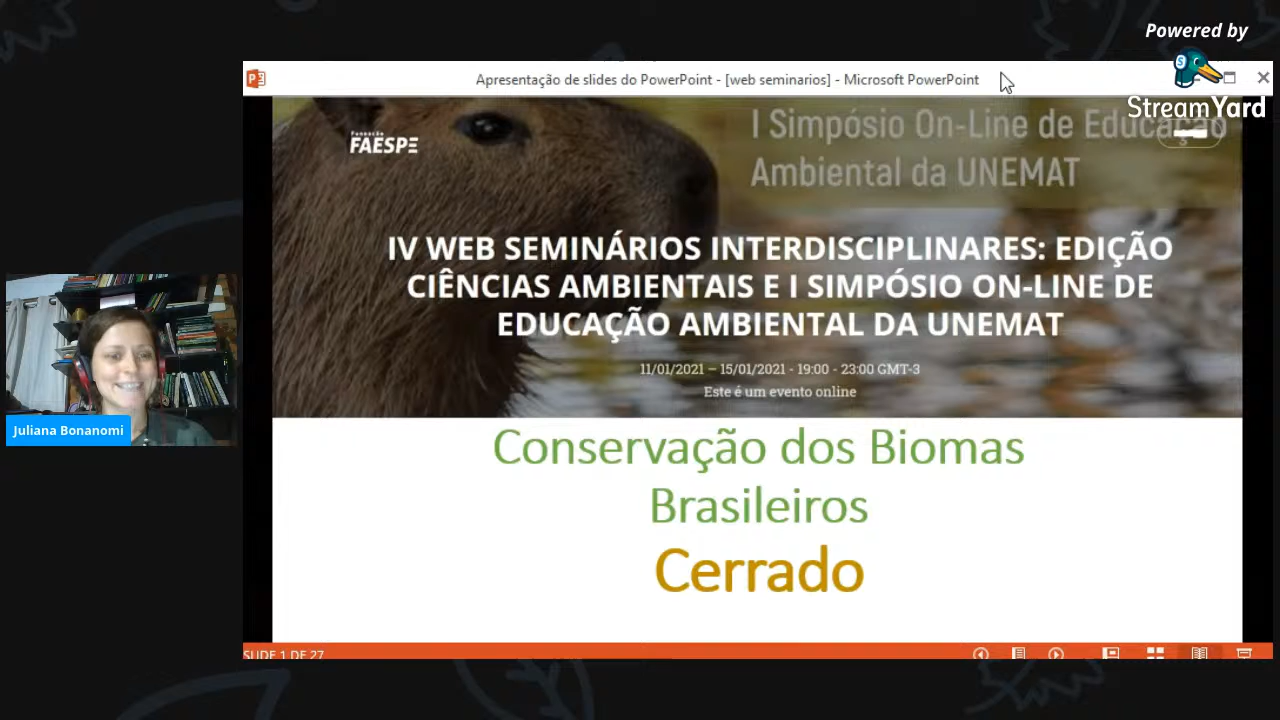 Powered by
StreamYard
Apresentação de slides do PowerPoint - [web seminarios] - Microsoft PowerPoint
Fundação
FAESPE
I Simpósio On-Line de Educação
Ambiental da UNEMAT
IV WEB SEMINÁRIOS INTERDISCIPLINARES: EDIÇÃO
CIÊNCIAS AMBIENTAIS E I SIMPÓSIO ON-LINE DE
EDUCAÇÃO AMBIENTAL DA UNEMAT
11/01/2021 – 15/01/2021 - 19:00 - 23:00 GMT-3
Este é um evento online
Juliana Bonanomi
Conservação dos Biomas
Brasileiros
Cerrado
SLIDE 1 DE 27